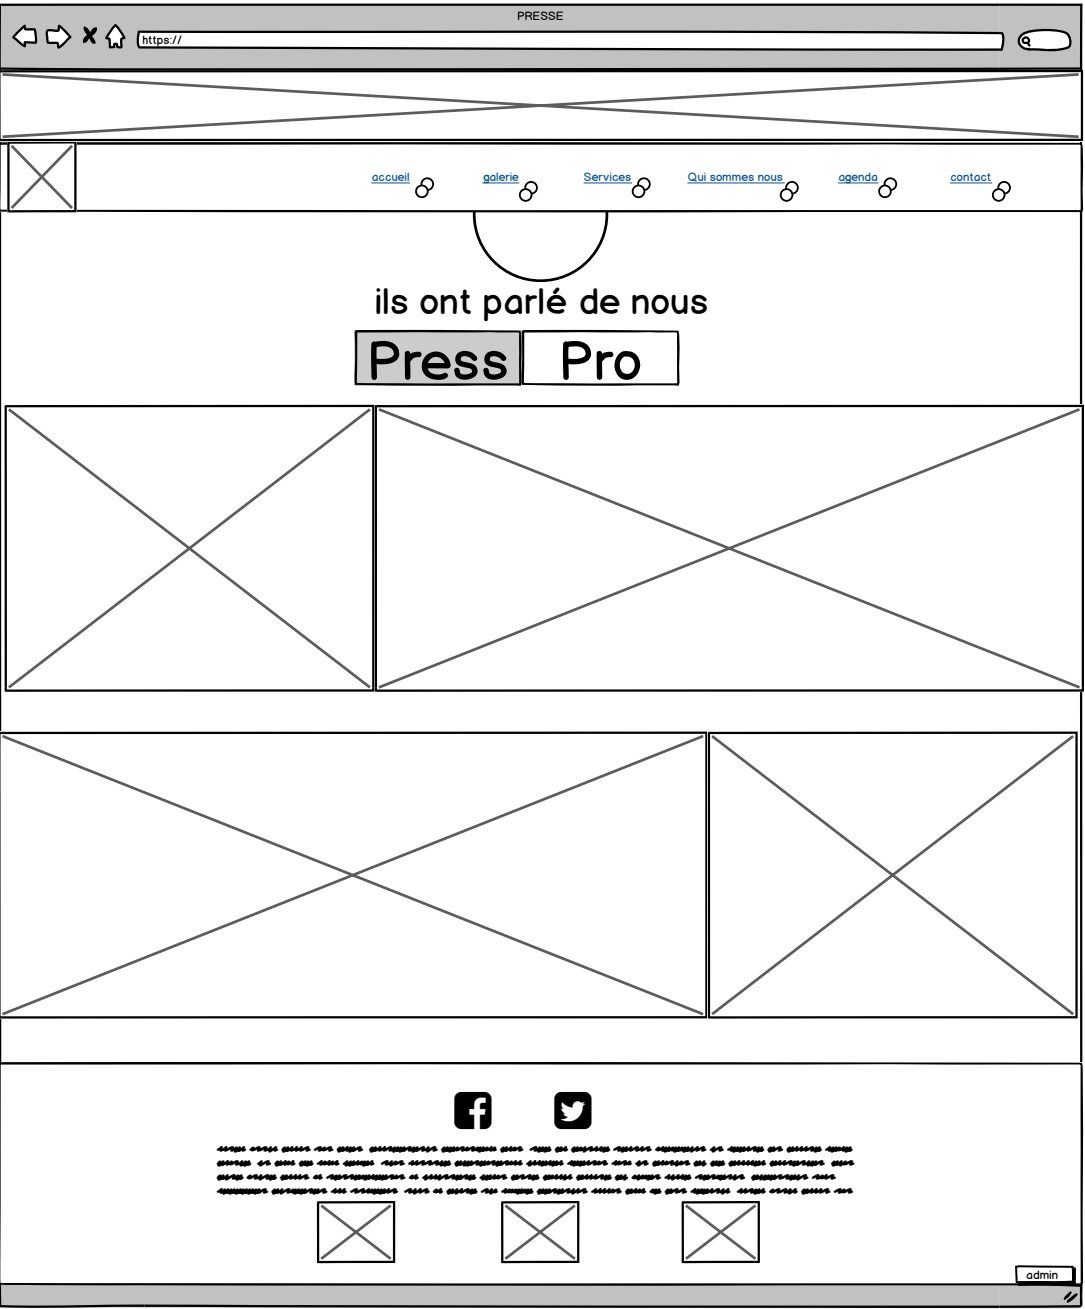 PRESSE
https://
accueil galerie Services Qui sommes nous agenda contact
ils ont parlé de nous
Press Pro
admin